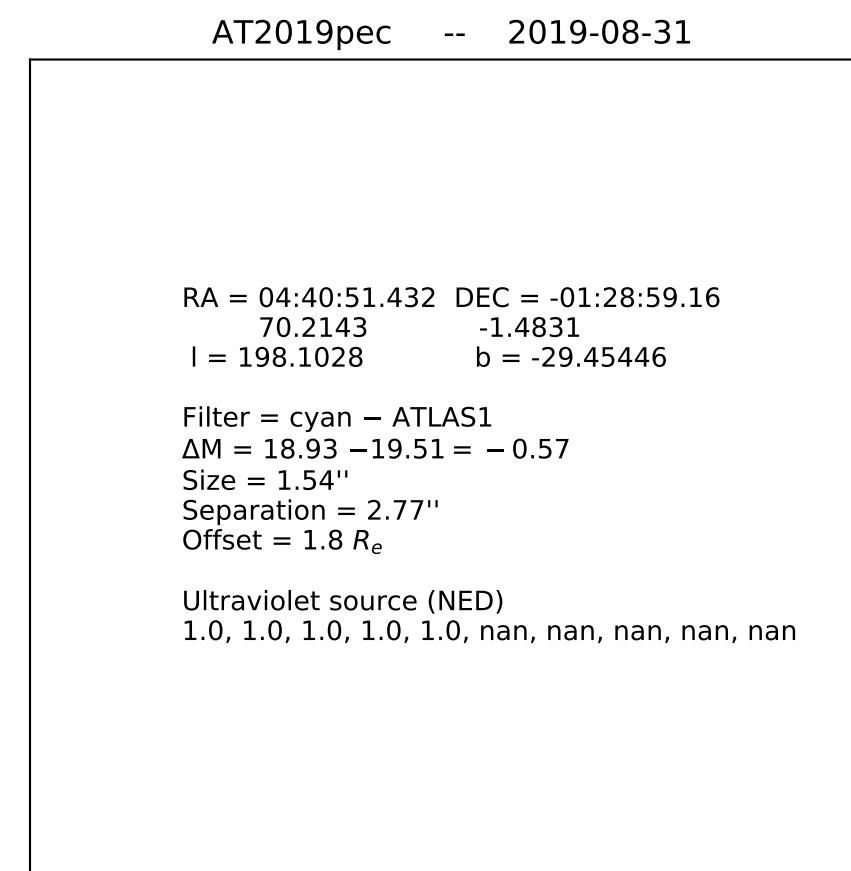 AT2019pec -- 2019-08-31
RA = 04:40:51.432 DEC = -01:28:59.16
70.2143 -1.4831
l = 198.1028 b = -29.45446
Filter = cyan − ATLAS1
ΔM = 18.93 −19.51 = −0.57
Size = 1.54''
Separation = 2.77''
Offset = 1.8 Rₑ
Ultraviolet source (NED)
1.0, 1.0, 1.0, 1.0, 1.0, nan, nan, nan, nan, nan